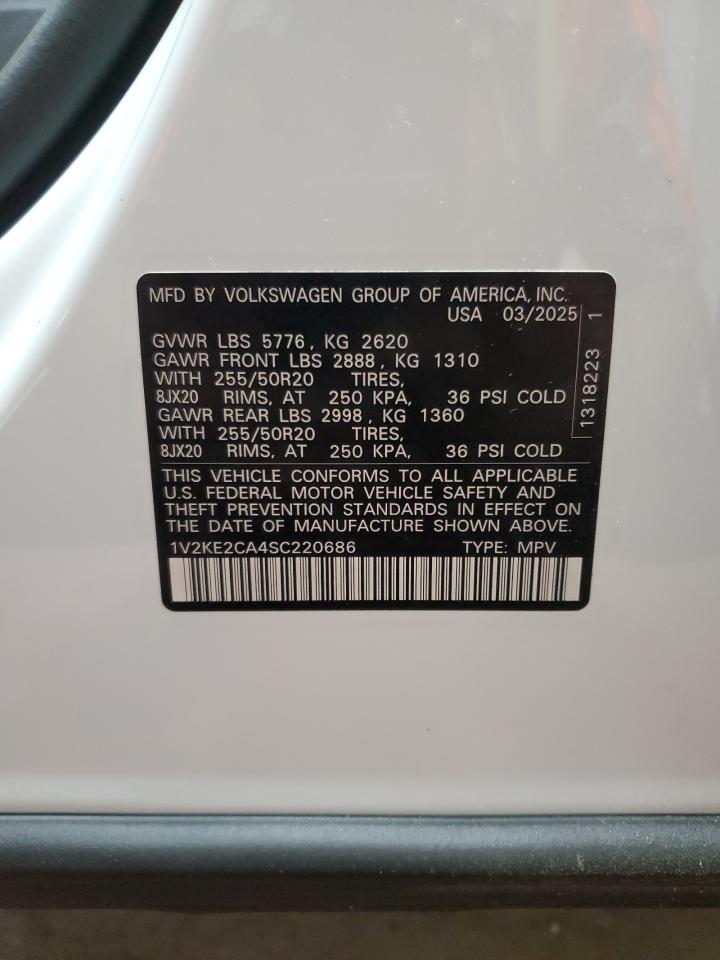 MFD BY VOLKSWAGEN GROUP OF AMERICA, INC.
USA 03/2025
GVWR LBS 5776, KG 2620
GAWR FRONT LBS 2888, KG 1310
WITH 255/50R20 TIRES,
8JX20 RIMS, AT 250 KPA, 36 PSI COLD
GAWR REAR LBS 2998, KG 1360
WITH 255/50R20 TIRES,
8JX20 RIMS, AT 250 KPA, 36 PSI COLD
THIS VEHICLE CONFORMS TO ALL APPLICABLE
U.S. FEDERAL MOTOR VEHICLE SAFETY AND
THEFT PREVENTION STANDARDS IN EFFECT ON
THE DATE OF MANUFACTURE SHOWN ABOVE.
1V2KE2CA4SC220686 TYPE: MPV
1318223 1